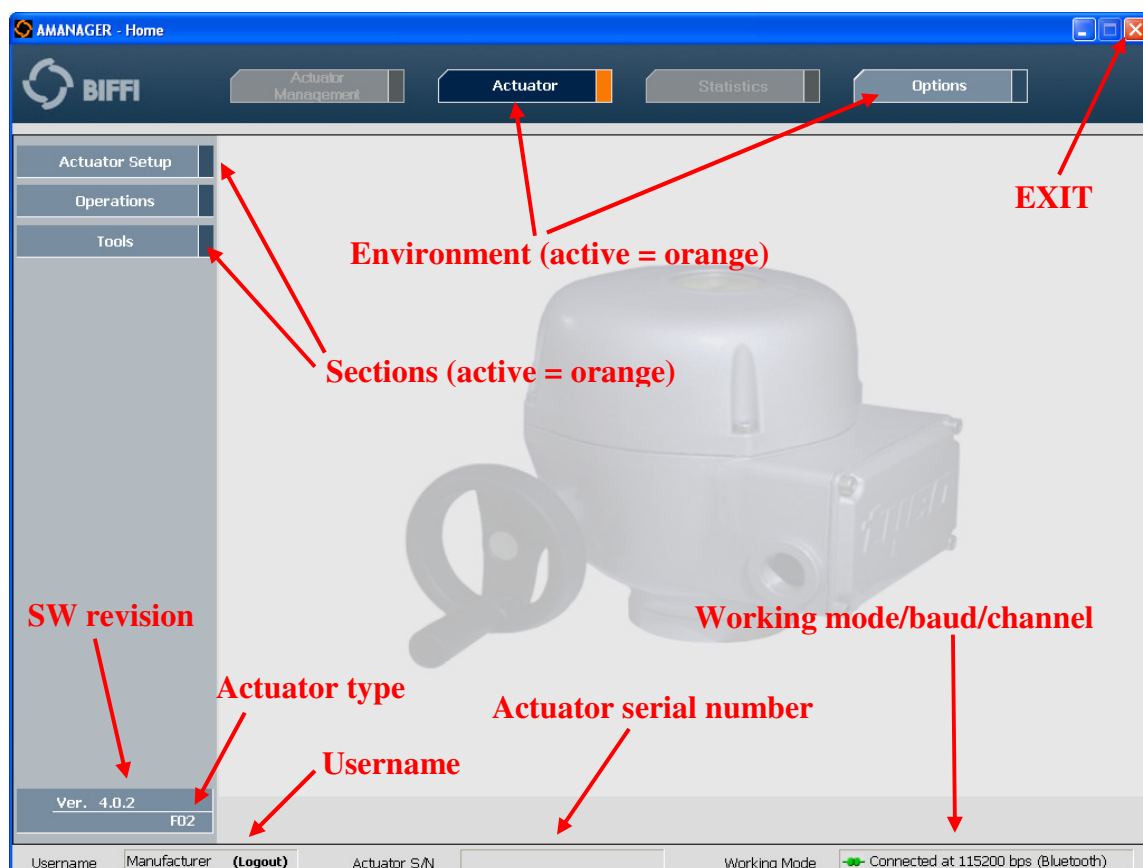 AMANAGER - Home
BIFFI
Actuator
Management
Actuator
Statistics
Options
Actuator Setup
Operations
Tools
EXIT
Environment (active = orange)
Sections (active = orange)
SW revision
Working mode/baud/channel
Actuator type
Actuator serial number
Username
Ver. 4.0.2
F02
Username Manufacturer (Logout) Actuator S/N Working Mode Connected at 115200 bps (Bluetooth)